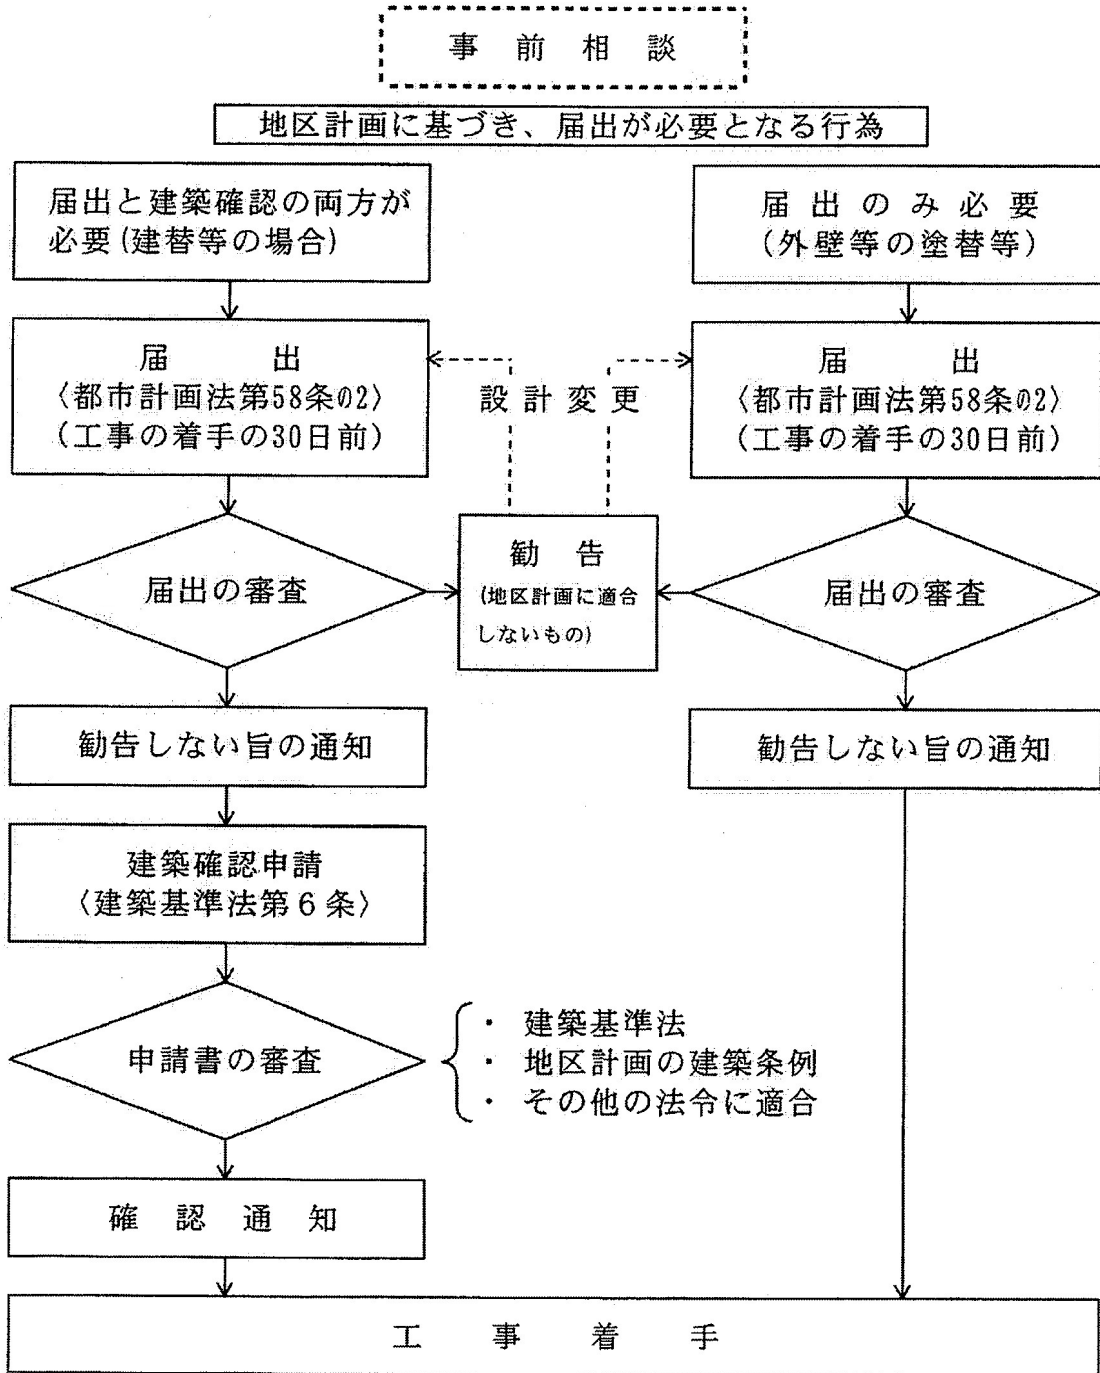 事前相談
地区計画に基づき、届出が必要となる行為
届出と建築確認の両方が
必要(建替等の場合)
届出のみ必要
(外壁等の塗替等)
届出
〈都市計画法第58条の2〉
(工事の着手の30日前)
設計変更
届出
〈都市計画法第58条の2〉
(工事の着手の30日前)
届出の審査
勧告
(地区計画に適合
しないもの)
届出の審査
勧告しない旨の通知
勧告しない旨の通知
建築確認申請
〈建築基準法第6条〉
申請書の審査
・ 建築基準法
・ 地区計画の建築条例
・ その他の法令に適合
確認通知
工事着手